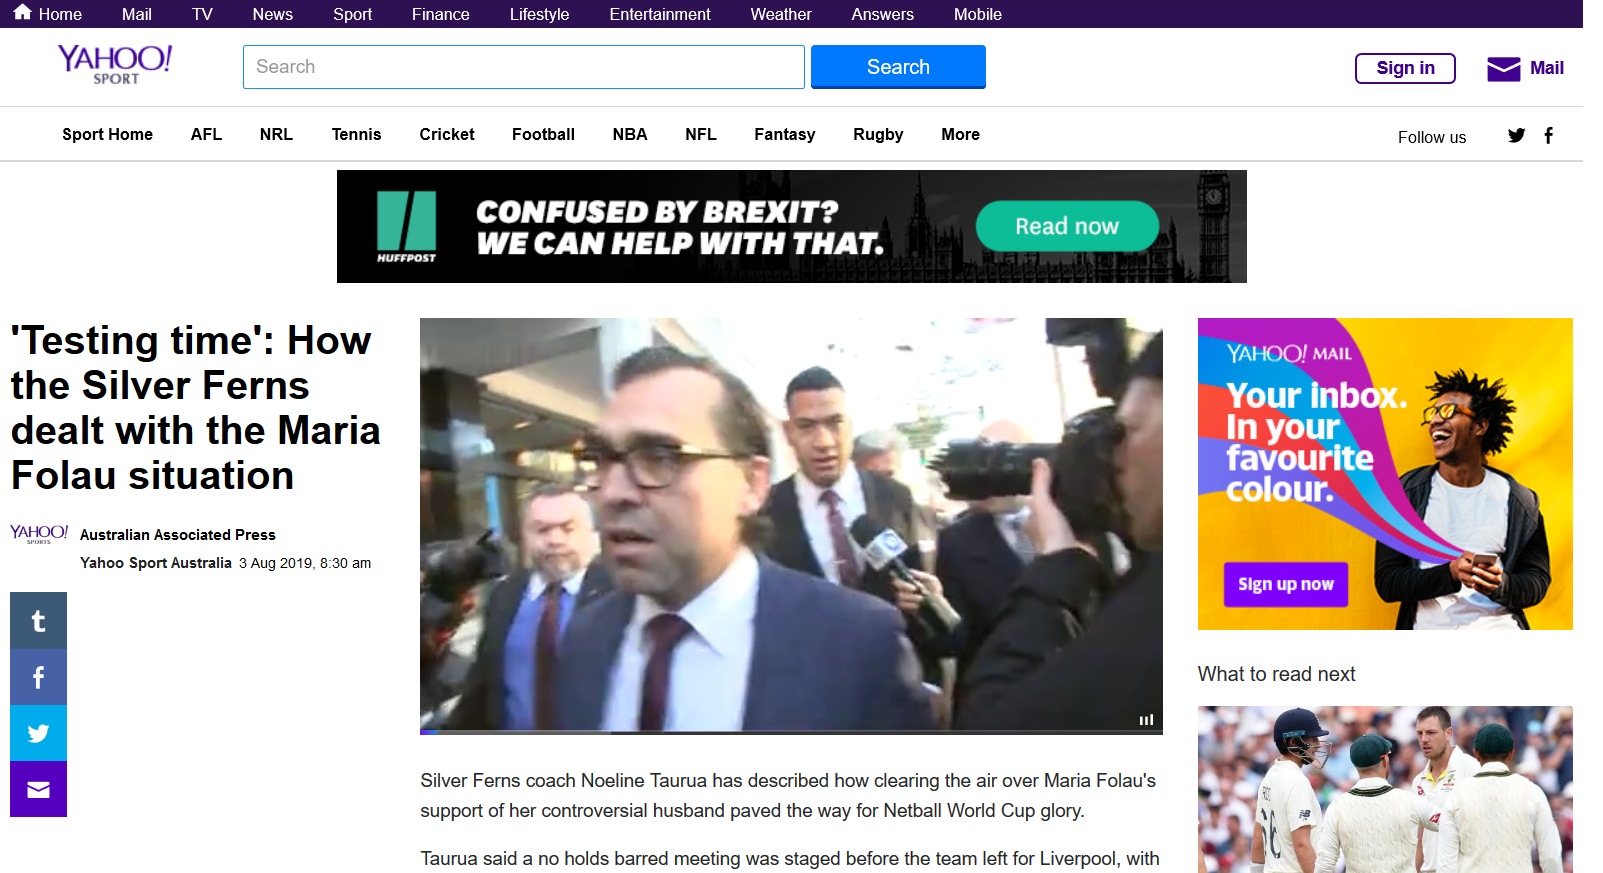 Home Mail TV News Sport Finance Lifestyle Entertainment Weather Answers Mobile
YAHOO!
SPORT
Search
Search
Sign in
Mail
Sport Home AFL NRL Tennis Cricket Football NBA NFL Fantasy Rugby More
Follow us
HUFFPOST
CONFUSED BY BREXIT?
WE CAN HELP WITH THAT.
Read now
'Testing time': How
the Silver Ferns
dealt with the Maria
Folau situation
YAHOO!
SPORTS
Australian Associated Press
Yahoo Sport Australia 3 Aug 2019, 8:30 am
t
f
Silver Ferns coach Noeline Taurua has described how clearing the air over Maria Folau's
support of her controversial husband paved the way for Netball World Cup glory.
Taurua said a no holds barred meeting was staged before the team left for Liverpool, with
YAHOO! MAIL
Your inbox.
In your
favourite
colour.
Sign up now
What to read next